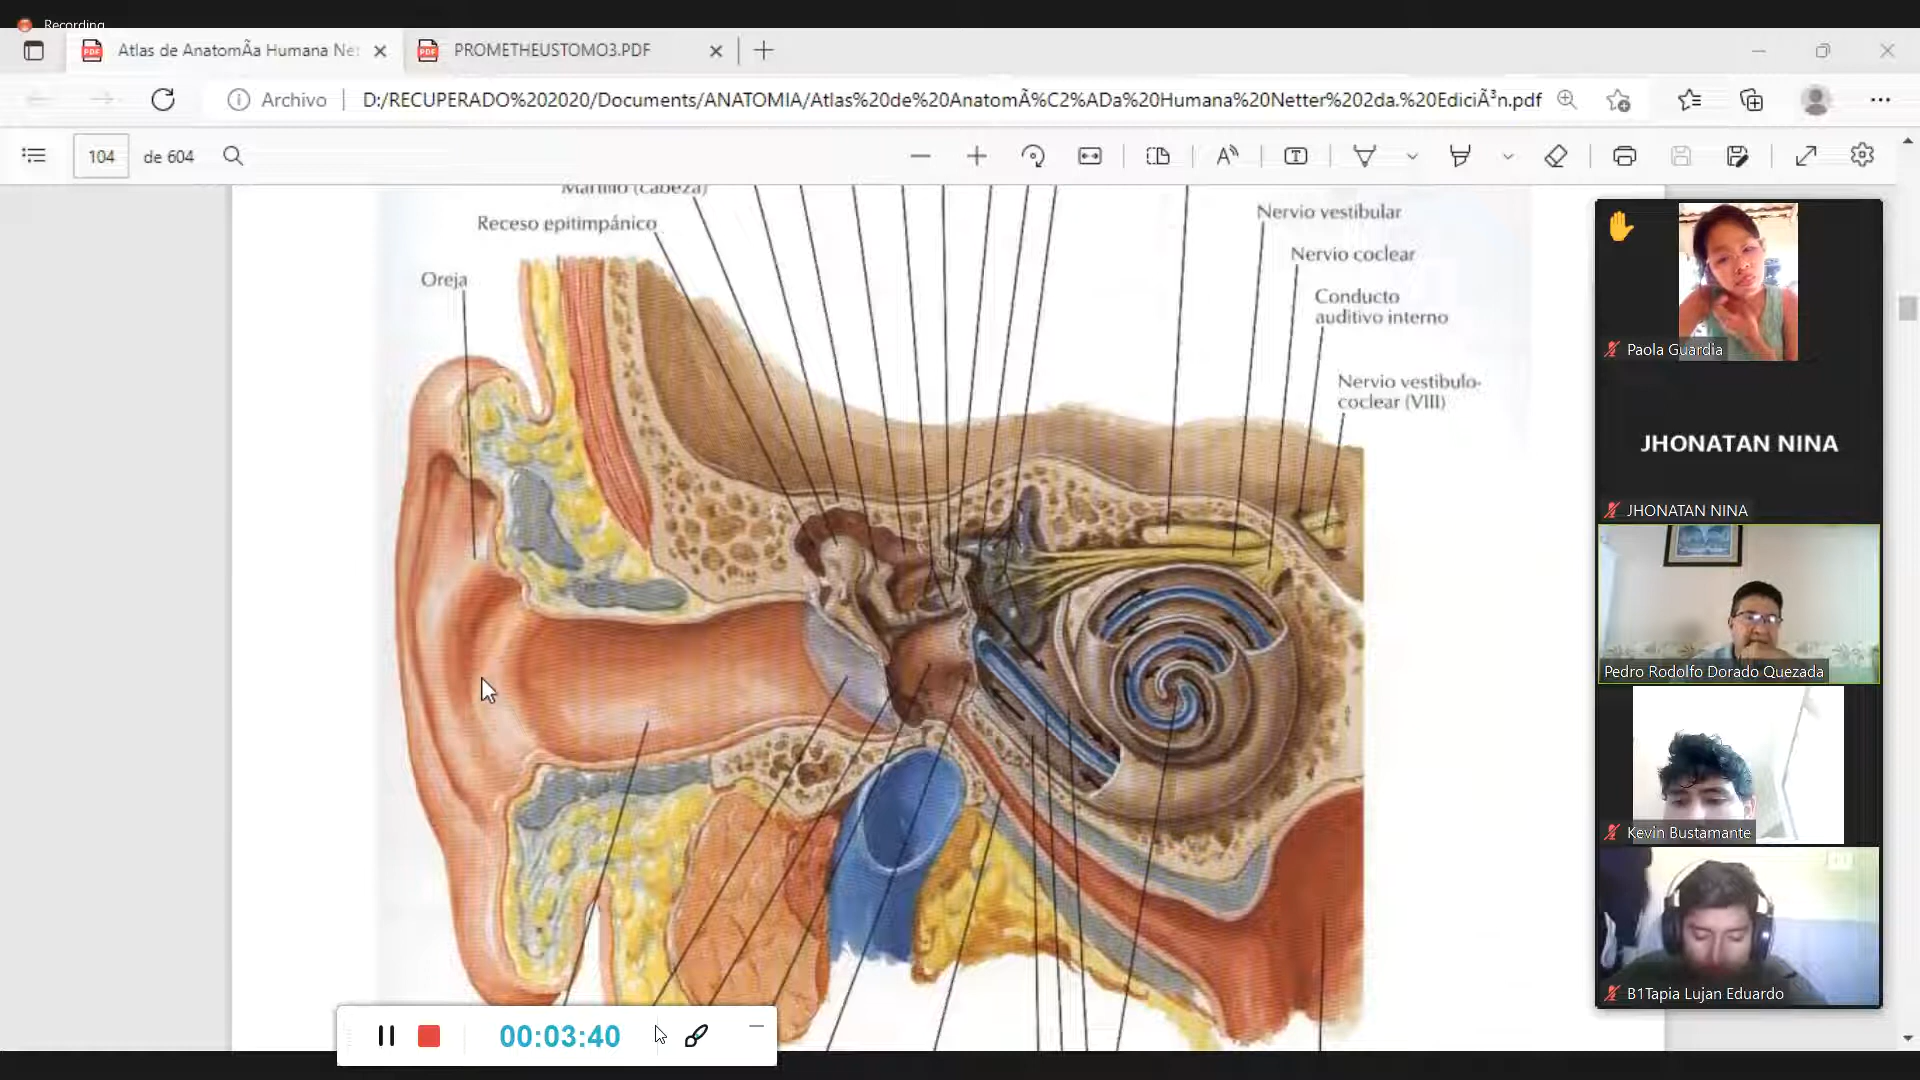 Recording
Atlas de AnatomÃa Humana Ne
PROMETHEUSTOMO3.PDF
Archivo
D:/RECUPERADO%202020/Documents/ANATOMIA/Atlas%20de%20AnatomÃ%C2%ADa%20Humana%20Netter%202da.%20EdiciÃ³n.pdf
104 de 604
Martillo (cabeza)
Receso epitimpánico
Oreja
Nervio vestibular
Nervio coclear
Conducto
auditivo interno
Nervio vestibulo-
coclear (VIII)
Paola Guardia
JHONATAN NINA
JHONATAN NINA
Pedro Rodolfo Dorado Quezada
Kevin Bustamante
B1Tapia Lujan Eduardo
00:03:40